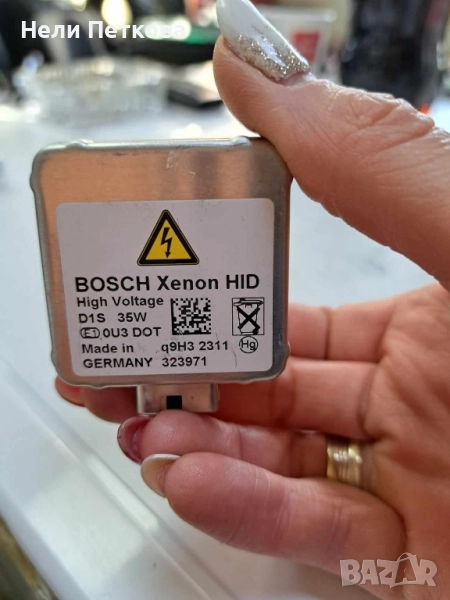 Нели Петкова
BOSCH Xenon HID
High Voltage
D1S 35W
E1 0U3 DOT
Made in q9H3 2311 Hg
GERMANY 323971
BAZAR